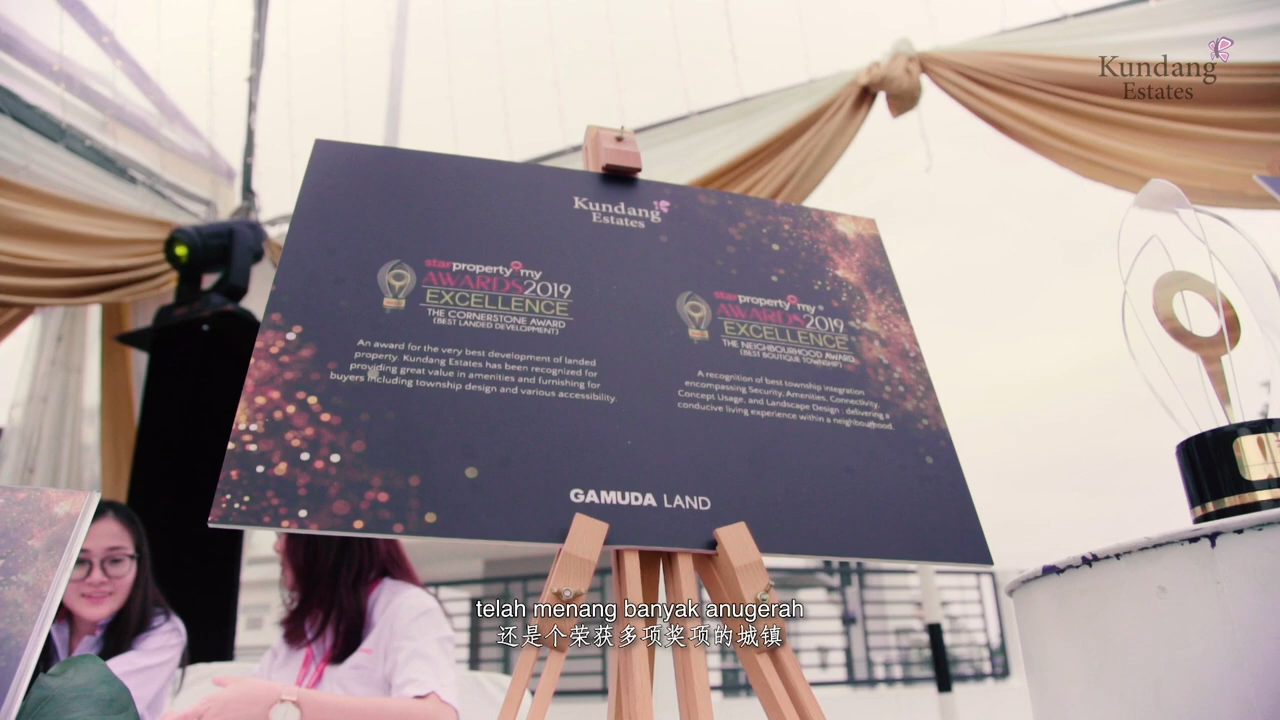 Kundang
Estates
Kundang
Estates
starproperty.my
AWARDS2019
EXCELLENCE
THE CORNERSTONE AWARD
(BEST LANDED DEVELOPMENT)
An award for the very best development of landed
property. Kundang Estates has been recognized for
providing great value in amenities and furnishing for
buyers including township design and various accessibility.
starproperty.my
AWARDS2019
EXCELLENCE
THE NEIGHBOURHOOD AWARD
(BEST BOUTIQUE TOWNSHIP)
A recognition of best township integration
encompassing Security, Amenities, Connectivity,
Concept Usage, and Landscape Design : delivering a
conducive living experience within a neighbourhood.
GAMUDA LAND
telah menang banyak anugerah
还是个荣获多项奖项的城镇